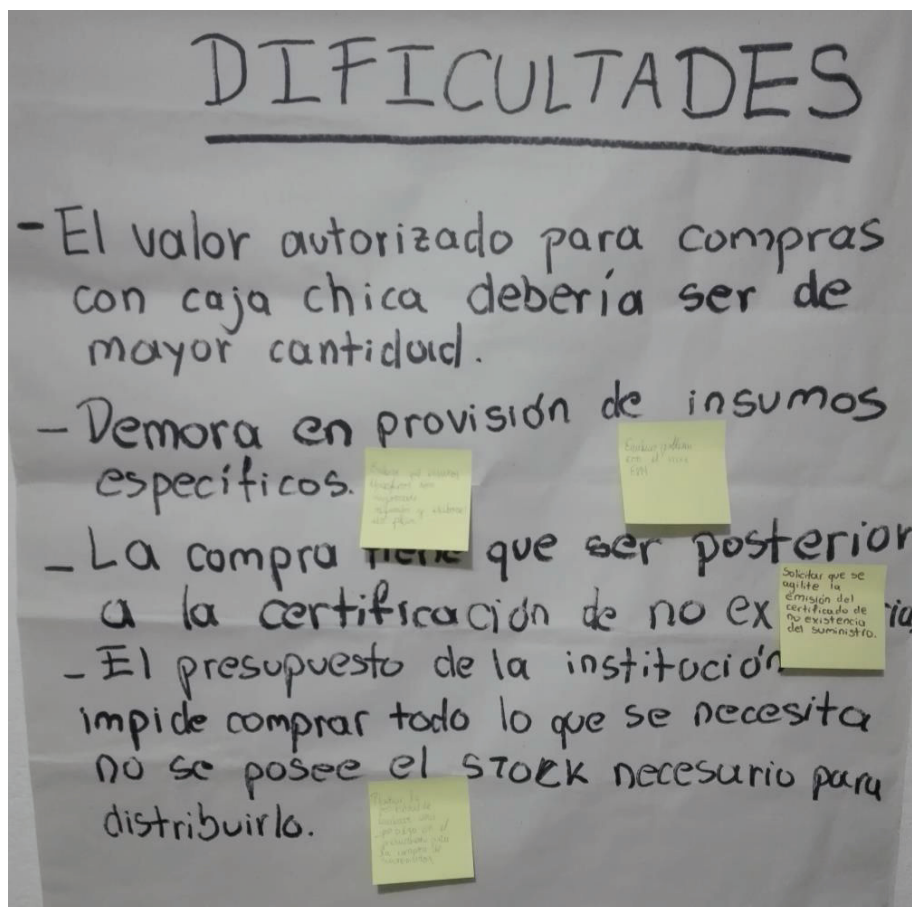 DIFICULTADES
- El valor autorizado para compras
con caja chica debería ser de
mayor cantidad.
- Demora en provisión de insumos
específicos.
- La compra tiene que ser posterior
a la certificación de no ex
- El presupuesto de la institución
impide comprar todo lo que se necesita
no se posee el STOCK necesario para
distribuirlo.
Solicitar que se
agilite la
emisión del
certificado de
no existencia
del suministro.